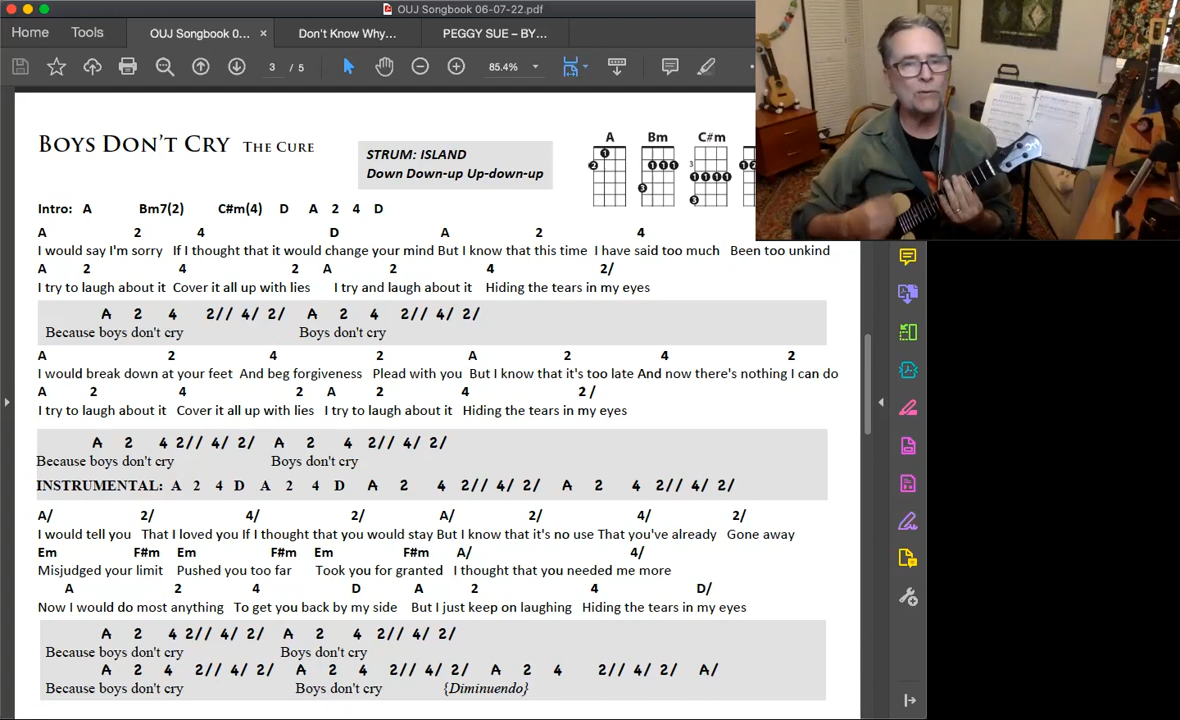 OUJ Songbook 06-07-22.pdf
Home Tools OUJ Songbook 0... × Don't Know Why... PEGGY SUE – BY...
3 / 5 85.4%
BOYS DON'T CRY THE CURE
STRUM: ISLAND
Down Down-up Up-down-up
A Bm C#m
Intro: A Bm7(2) C#m(4) D A 2 4 D
A 2 4 D A 2 4
I would say I'm sorry If I thought that it would change your mind But I know that this time I have said too much Been too unkind
A 2 4 2 A 2 4 2/
I try to laugh about it Cover it all up with lies I try and laugh about it Hiding the tears in my eyes
A 2 4 2// 4/ 2/ A 2 4 2// 4/ 2/
Because boys don't cry Boys don't cry
A 2 4 2 A 2 4 2
I would break down at your feet And beg forgiveness Plead with you But I know that it's too late And now there's nothing I can do
A 2 4 2 A 2 4 2 /
I try to laugh about it Cover it all up with lies I try to laugh about it Hiding the tears in my eyes
A 2 4 2// 4/ 2/ A 2 4 2// 4/ 2/
Because boys don't cry Boys don't cry
INSTRUMENTAL: A 2 4 D A 2 4 D A 2 4 2// 4/ 2/ A 2 4 2// 4/ 2/
A/ 2/ 4/ 2/ A/ 2/ 4/ 2/
I would tell you That I loved you If I thought that you would stay But I know that it's no use That you've already Gone away
Em F#m Em F#m Em F#m A/ 4/
Misjudged your limit Pushed you too far Took you for granted I thought that you needed me more
A 2 4 D A 2 4 D/
Now I would do most anything To get you back by my side But I just keep on laughing Hiding the tears in my eyes
A 2 4 2// 4/ 2/ A 2 4 2// 4/ 2/
Because boys don't cry Boys don't cry
A 2 4 2// 4/ 2/ A 2 4 2// 4/ 2/ A 2 4 2// 4/ 2/ A/
Because boys don't cry Boys don't cry {Diminuendo}